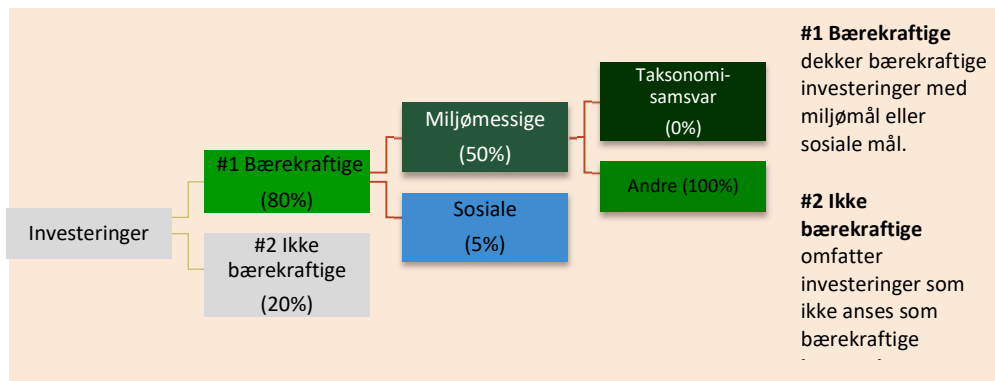 Investeringer
#1 Bærekraftige
(80%)
#2 Ikke
bærekraftige
(20%)
Miljømessige
(50%)
Sosiale
(5%)
Taksonomi-
samsvar
(0%)
Andre (100%)
#1 Bærekraftige
dekker bærekraftige
investeringer med
miljømål eller
sosiale mål.
#2 Ikke
bærekraftige
omfatter
investeringer som
ikke anses som
bærekraftige